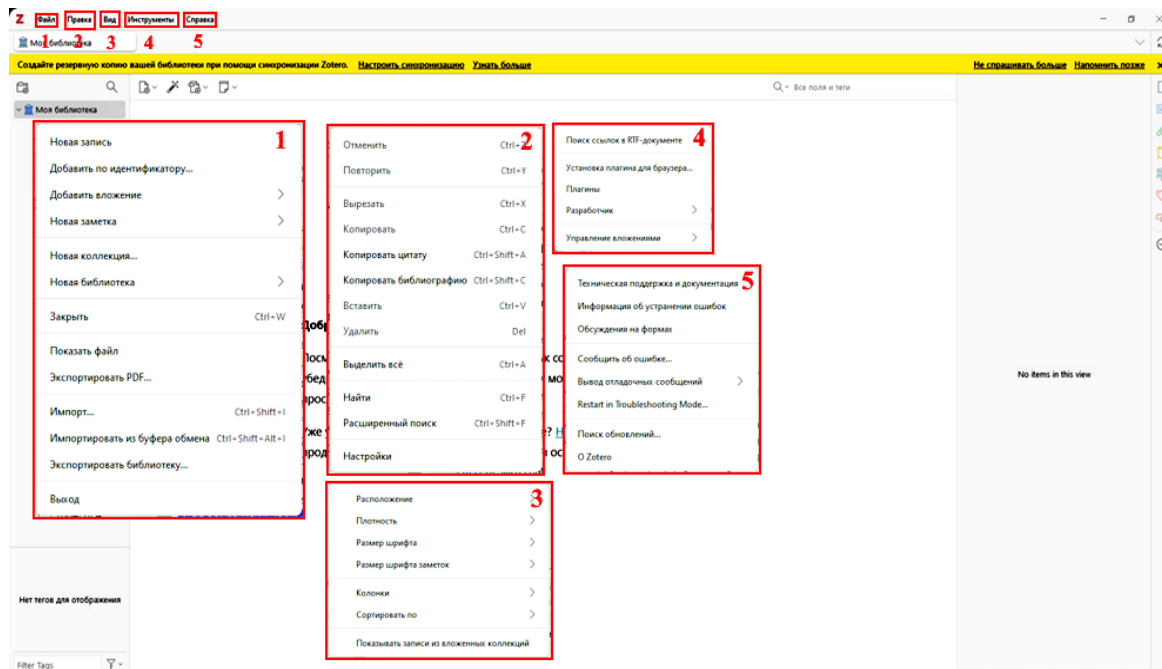 Z Файл Правка Вид Инструменты Справка
1 2 3 4 5
Моя библиотека
Создайте резервную копию вашей библиотеки при помощи синхронизации Zotero. Настроить синхронизацию Узнать больше Не спрашивать больше Напомнить позже
Все поля и теги
Моя библиотека
1
Новая запись
Добавить по идентификатору...
Добавить вложение
Новая заметка
Новая коллекция...
Новая библиотека
Закрыть Ctrl+W
Показать файл
Экспортировать PDF...
Импорт... Ctrl+Shift+I
Импортировать из буфера обмена Ctrl+Shift+Alt+I
Экспортировать библиотеку...
Выход
2
Отменить
Повторить Ctrl+Y
Вырезать Ctrl+X
Копировать Ctrl+C
Копировать цитату Ctrl+Shift+A
Копировать библиографию Ctrl+Shift+C
Вставить Ctrl+V
Удалить Del
Выделить всё Ctrl+A
Найти Ctrl+F
Расширенный поиск Ctrl+Shift+F
Настройки
3
Расположение
Плотность
Размер шрифта
Размер шрифта заметок
Колонки
Сортировать по
Показывать записи из вложенных коллекций
4
Поиск ссылок в RTF-документе
Установка плагина для браузера...
Плагины
Разработчик
Управление вложениями
5
Техническая поддержка и документация
Информация об устранении ошибок
Обсуждения на формах
Сообщить об ошибке...
Вывод отладочных сообщений
Restart in Troubleshooting Mode...
Поиск обновлений...
О Zotero
No items in this view
Нет тегов для отображения
Filter Tags